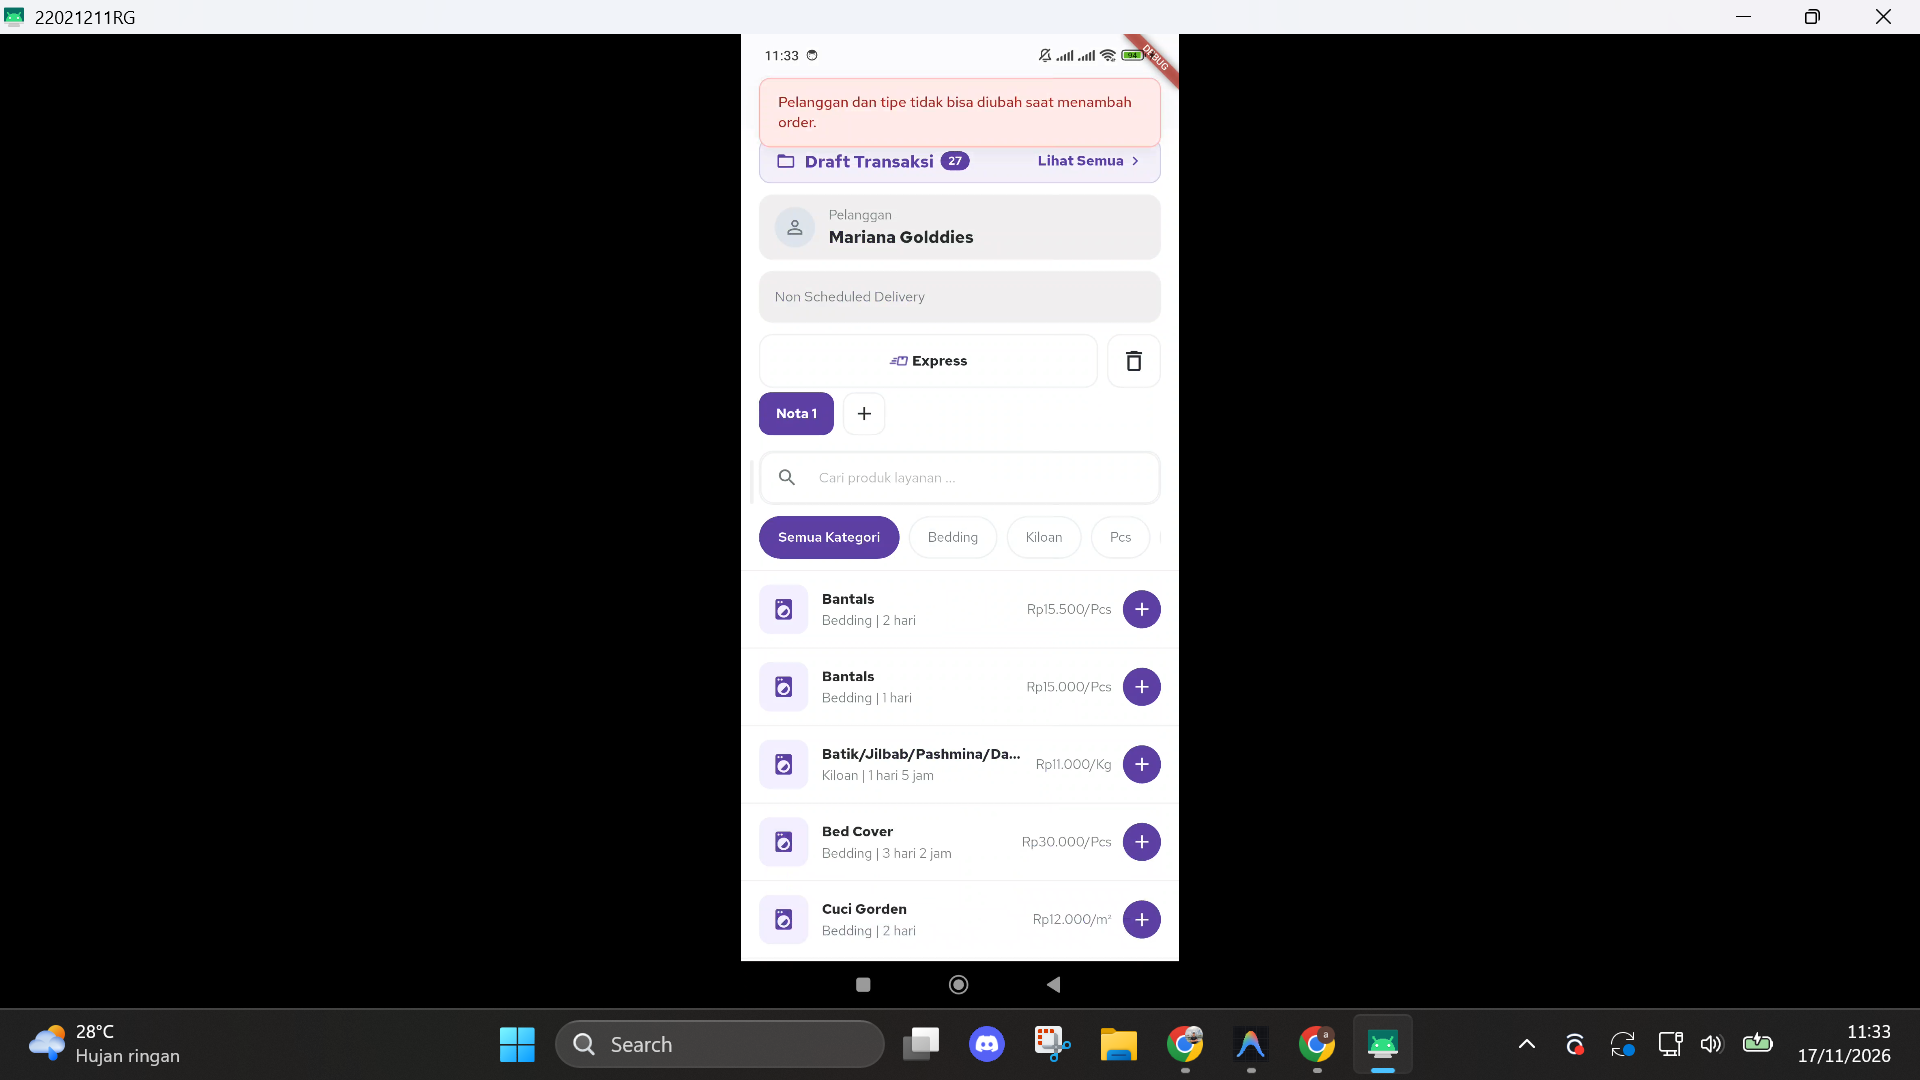 22021211RG
11:33
94
DEBUG
Pelanggan dan tipe tidak bisa diubah saat menambah
order.
Draft Transaksi 27 Lihat Semua
Pelanggan
Mariana Golddies
Non Scheduled Delivery
Express
Nota 1 +
Cari produk layanan ...
Semua Kategori Bedding Kiloan Pcs
Bantals
Bedding | 2 hari
Rp15.500/Pcs
Bantals
Bedding | 1 hari
Rp15.000/Pcs
Batik/Jilbab/Pashmina/Da...
Kiloan | 1 hari 5 jam
Rp11.000/Kg
Bed Cover
Bedding | 3 hari 2 jam
Rp30.000/Pcs
Cuci Gorden
Bedding | 2 hari
Rp12.000/m²
28°C
Hujan ringan
Search
a
11:33
17/11/2026